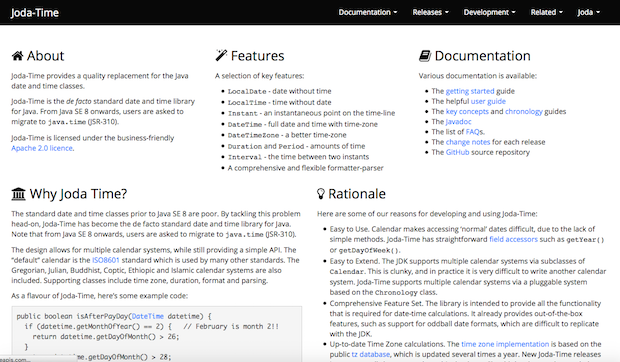 Joda-Time
Documentation Releases Development Related Joda
About
Joda-Time provides a quality replacement for the Java
date and time classes.
Joda-Time is the de facto standard date and time library
for Java. From Java SE 8 onwards, users are asked to
migrate to java.time (JSR-310).
Joda-Time is licensed under the business-friendly
Apache 2.0 licence.
Features
A selection of key features:
LocalDate - date without time
LocalTime - time without date
Instant - an instantaneous point on the time-line
DateTime - full date and time with time-zone
DateTimeZone - a better time-zone
Duration and Period - amounts of time
Interval - the time between two instants
A comprehensive and flexible formatter-parser
Documentation
Various documentation is available:
The getting started guide
The helpful user guide
The key concepts and chronology guides
The Javadoc
The list of FAQs.
The change notes for each release
The GitHub source repository
Why Joda Time?
The standard date and time classes prior to Java SE 8 are poor. By tackling this problem
head-on, Joda-Time has become the de facto standard date and time library for Java.
Note that from Java SE 8 onwards, users are asked to migrate to java.time (JSR-310).
The design allows for multiple calendar systems, while still providing a simple API. The
"default" calendar is the ISO8601 standard which is used by many other standards. The
Gregorian, Julian, Buddhist, Coptic, Ethiopic and Islamic calendar systems are also
included. Supporting classes include time zone, duration, format and parsing.
As a flavour of Joda-Time, here's some example code:
public boolean isAfterPayDay(DateTime datetime) {
if (datetime.getMonthOfYear() == 2) { // February is month 2!!
return datetime.getDayOfMonth() > 26;
}
datetime.getDayOfMonth() > 28;
Rationale
Here are some of our reasons for developing and using Joda-Time:
Easy to Use. Calendar makes accessing 'normal' dates difficult, due to the lack of
simple methods. Joda-Time has straightforward field accessors such as getYear()
or getDayOfWeek().
Easy to Extend. The JDK supports multiple calendar systems via subclasses of
Calendar. This is clunky, and in practice it is very difficult to write another calendar
system. Joda-Time supports multiple calendar systems via a pluggable system
based on the Chronology class.
Comprehensive Feature Set. The library is intended to provide all the functionality
that is required for date-time calculations. It already provides out-of-the-box
features, such as support for oddball date formats, which are difficult to replicate
with the JDK.
Up-to-date Time Zone calculations. The time zone implementation is based on the
public tz database, which is updated several times a year. New Joda-Time releases